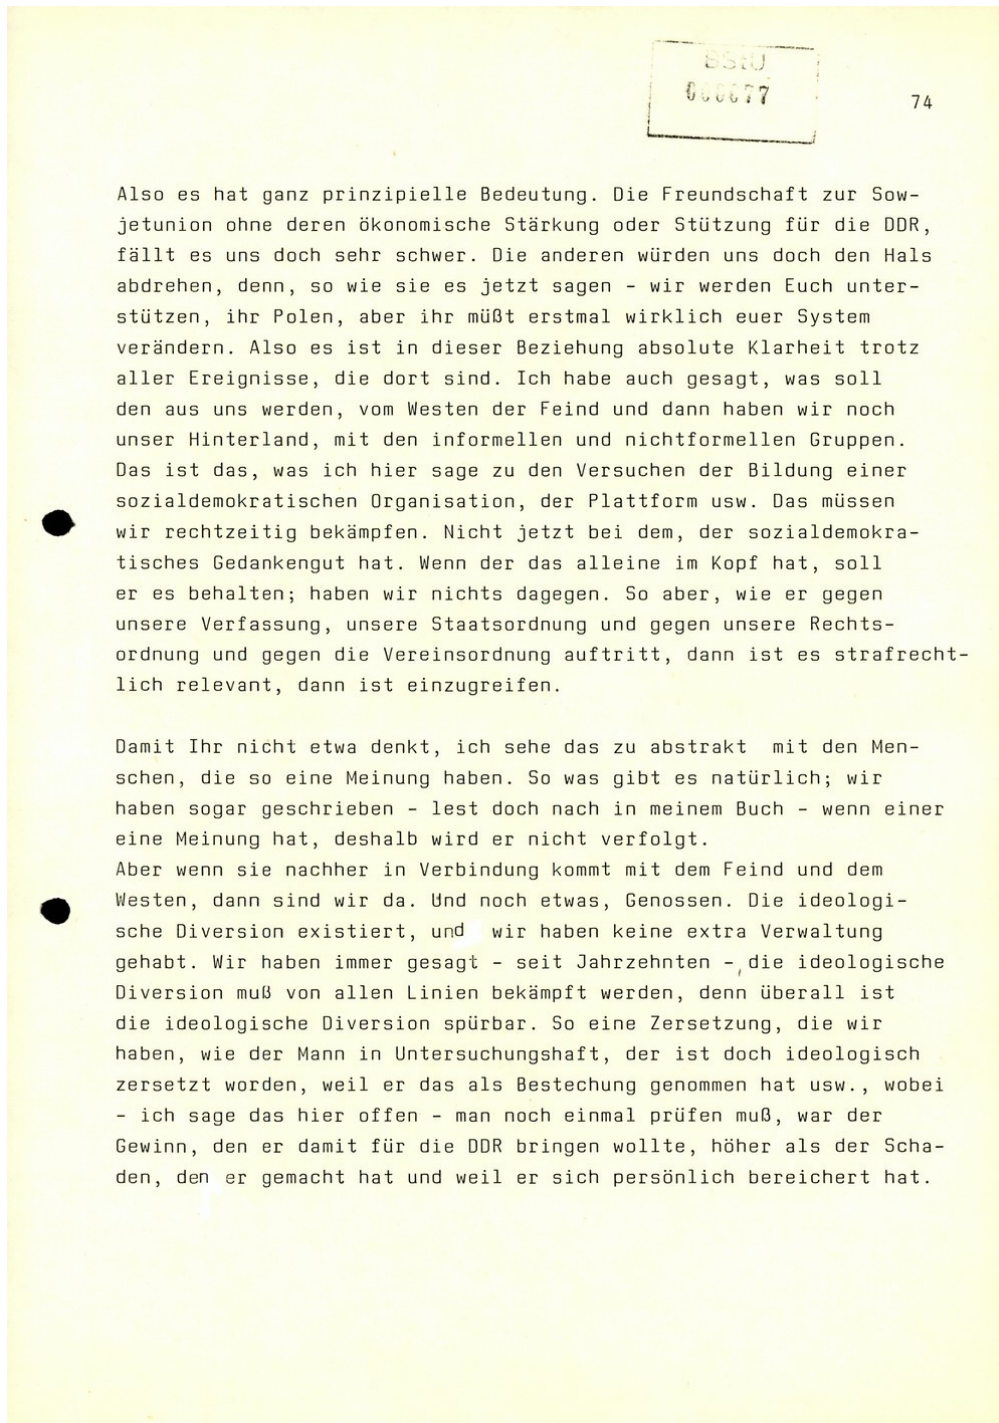 BStU
000077
74
Also es hat ganz prinzipielle Bedeutung. Die Freundschaft zur Sow-
jetunion ohne deren ökonomische Stärkung oder Stützung für die DDR,
fällt es uns doch sehr schwer. Die anderen würden uns doch den Hals
abdrehen, denn, so wie sie es jetzt sagen - wir werden Euch unter-
stützen, ihr Polen, aber ihr müßt erstmal wirklich euer System
verändern. Also es ist in dieser Beziehung absolute Klarheit trotz
aller Ereignisse, die dort sind. Ich habe auch gesagt, was soll
den aus uns werden, vom Westen der Feind und dann haben wir noch
unser Hinterland, mit den informellen und nichtformellen Gruppen.
Das ist das, was ich hier sage zu den Versuchen der Bildung einer
sozialdemokratischen Organisation, der Plattform usw. Das müssen
wir rechtzeitig bekämpfen. Nicht jetzt bei dem, der sozialdemokra-
tisches Gedankengut hat. Wenn der das alleine im Kopf hat, soll
er es behalten; haben wir nichts dagegen. So aber, wie er gegen
unsere Verfassung, unsere Staatsordnung und gegen unsere Rechts-
ordnung und gegen die Vereinsordnung auftritt, dann ist es strafrecht-
lich relevant, dann ist einzugreifen.
Damit Ihr nicht etwa denkt, ich sehe das zu abstrakt  mit den Men-
schen, die so eine Meinung haben. So was gibt es natürlich; wir
haben sogar geschrieben - lest doch nach in meinem Buch - wenn einer
eine Meinung hat, deshalb wird er nicht verfolgt.
Aber wenn sie nachher in Verbindung kommt mit dem Feind und dem
Westen, dann sind wir da. Und noch etwas, Genossen. Die ideologi-
sche Diversion existiert, und wir haben keine extra Verwaltung
gehabt. Wir haben immer gesagt - seit Jahrzehnten -, die ideologische
Diversion muß von allen Linien bekämpft werden, denn überall ist
die ideologische Diversion spürbar. So eine Zersetzung, die wir
haben, wie der Mann in Untersuchungshaft, der ist doch ideologisch
zersetzt worden, weil er das als Bestechung genommen hat usw., wobei
- ich sage das hier offen - man noch einmal prüfen muß, war der
Gewinn, den er damit für die DDR bringen wollte, höher als der Scha-
den, den er gemacht hat und weil er sich persönlich bereichert hat.